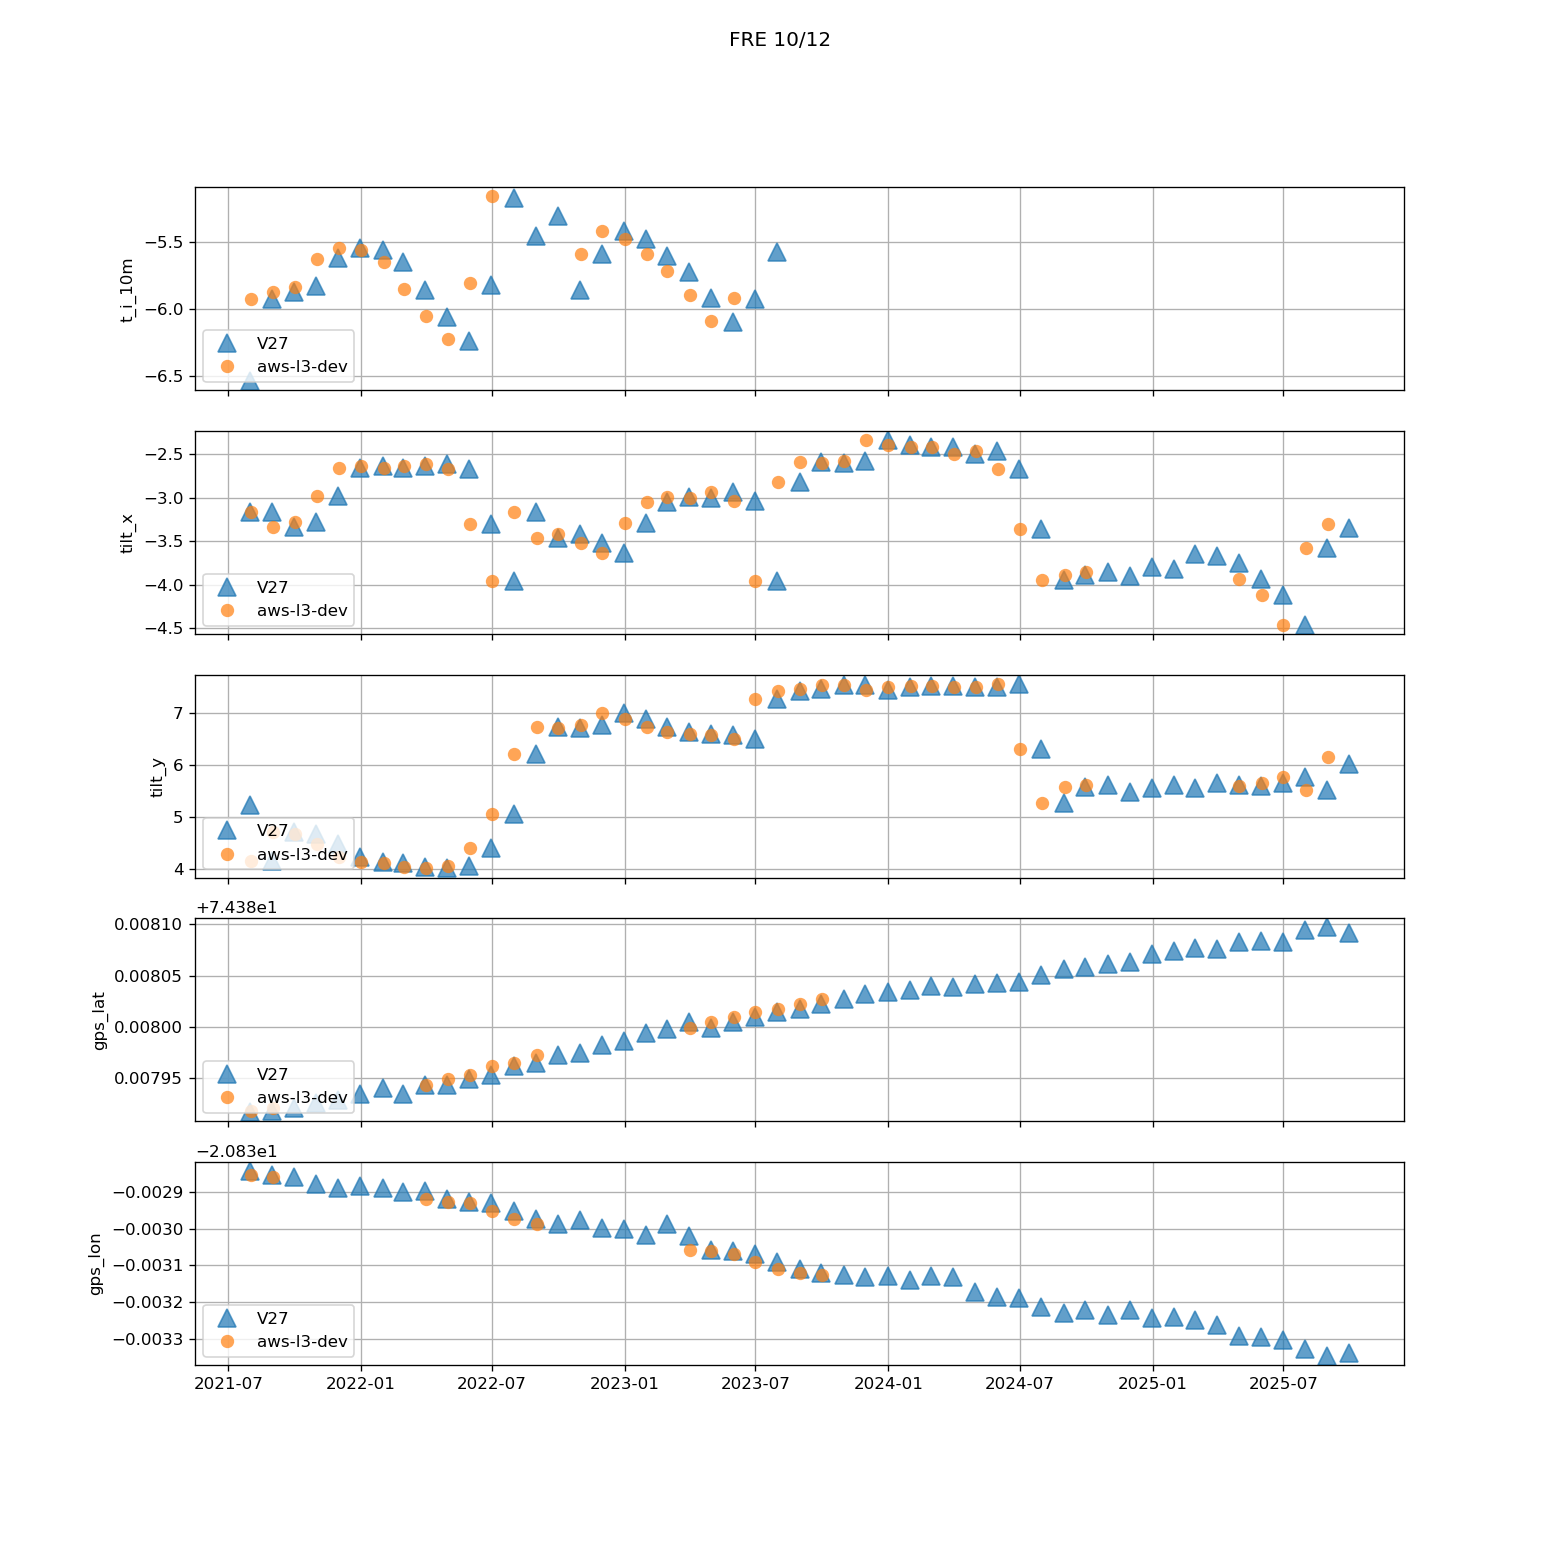 FRE 10/12
−5.5
−6.0
−6.5
t_i_10m
V27
aws-l3-dev
−2.5
−3.0
−3.5
−4.0
−4.5
tilt_x
V27
aws-l3-dev
7
6
5
4
tilt_y
V27
aws-l3-dev
+7.438e1
0.00810
0.00805
0.00800
0.00795
gps_lat
V27
aws-l3-dev
−2.083e1
−0.0029
−0.0030
−0.0031
−0.0032
−0.0033
gps_lon
V27
aws-l3-dev
2021-07 2022-01 2022-07 2023-01 2023-07 2024-01 2024-07 2025-01 2025-07